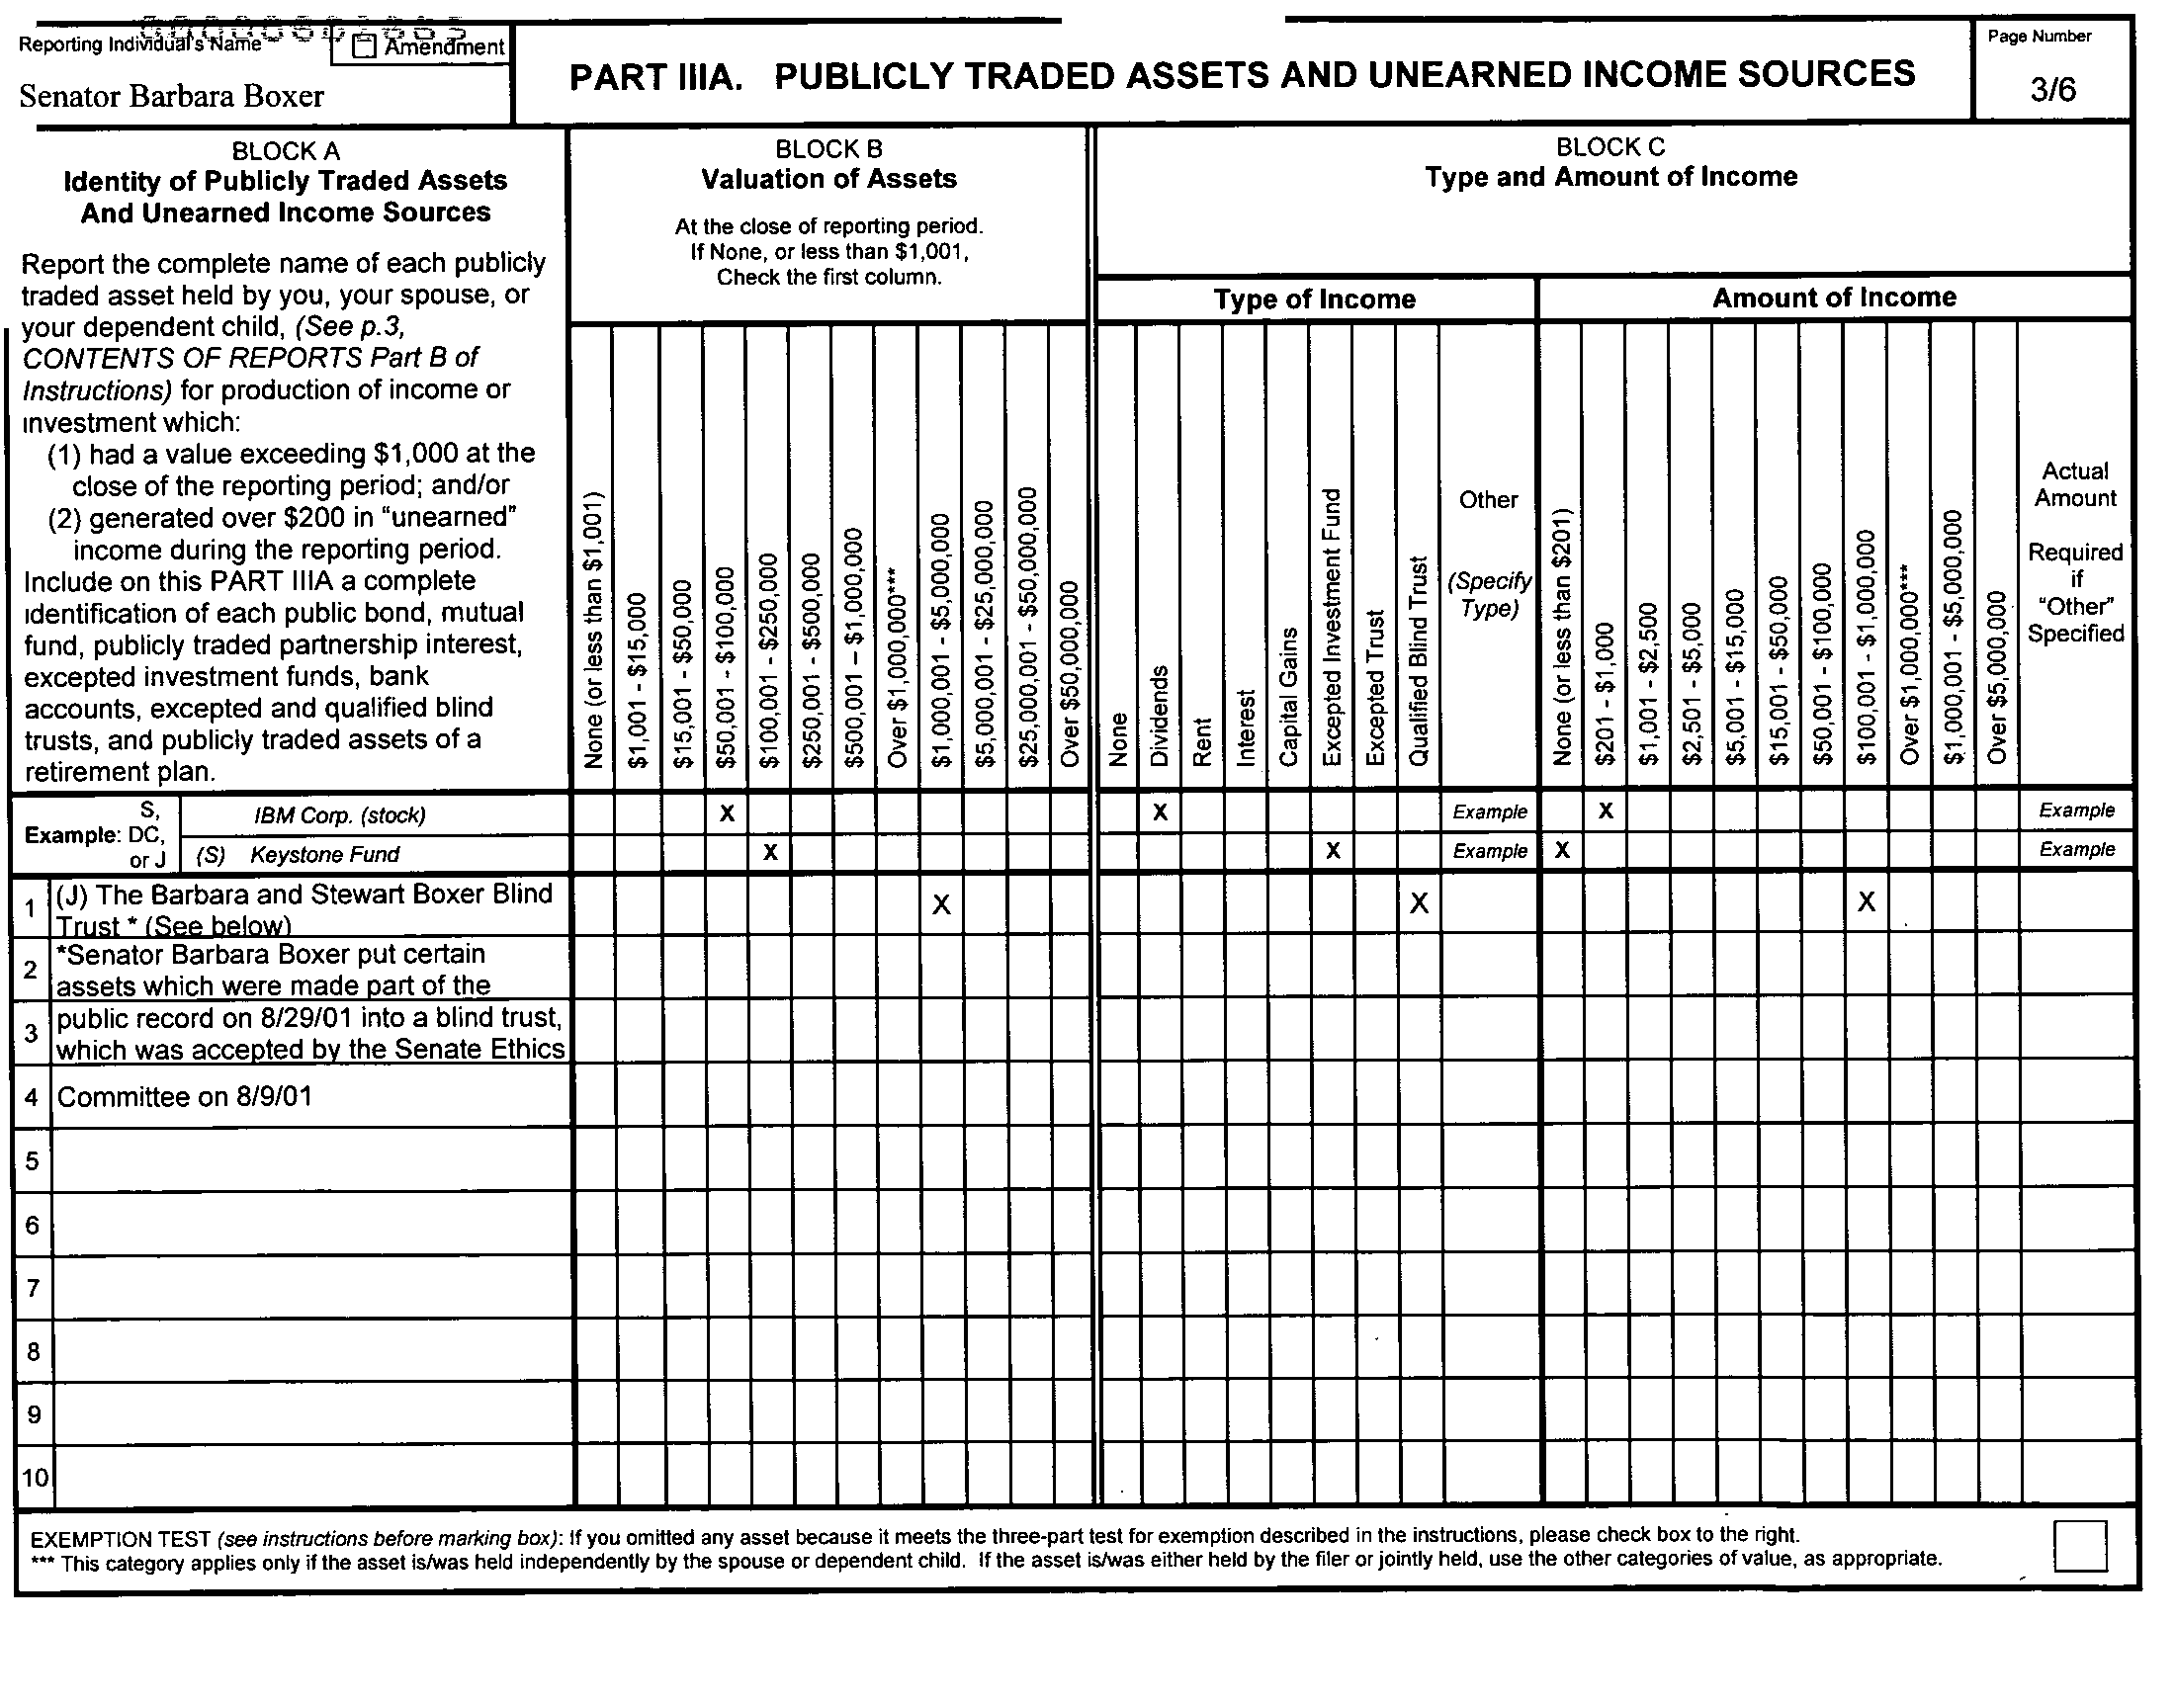 Reporting Individual's Name
Amendment
Senator Barbara Boxer
PART IIIA. PUBLICLY TRADED ASSETS AND UNEARNED INCOME SOURCES
Page Number
3/6
BLOCK A
Identity of Publicly Traded Assets
And Unearned Income Sources
Report the complete name of each publicly
traded asset held by you, your spouse, or
your dependent child, (See p.3,
CONTENTS OF REPORTS Part B of
Instructions) for production of income or
investment which:
(1) had a value exceeding $1,000 at the
close of the reporting period; and/or
(2) generated over $200 in "unearned"
income during the reporting period.
Include on this PART IIIA a complete
identification of each public bond, mutual
fund, publicly traded partnership interest,
excepted investment funds, bank
accounts, excepted and qualified blind
trusts, and publicly traded assets of a
retirement plan.
BLOCK B
Valuation of Assets
At the close of reporting period.
If None, or less than $1,001,
Check the first column.
None (or less than $1,001)
$1,001 - $15,000
$15,001 - $50,000
$50,001 - $100,000
$100,001 - $250,000
$250,001 - $500,000
$500,001 – $1,000,000
Over $1,000,000***
$1,000,001 - $5,000,000
$5,000,001 - $25,000,000
$25,000,001 - $50,000,000
Over $50,000,000
BLOCK C
Type and Amount of Income
Type of Income
None
Dividends
Rent
Interest
Capital Gains
Excepted Investment Fund
Excepted Trust
Qualified Blind Trust
Other
(Specify
Type)
Amount of Income
None (or less than $201)
$201 - $1,000
$1,001 - $2,500
$2,501 - $5,000
$5,001 - $15,000
$15,001 - $50,000
$50,001 - $100,000
$100,001 - $1,000,000
Over $1,000,000***
$1,000,001 - $5,000,000
Over $5,000,000
Actual
Amount
Required
if
"Other"
Specified
Example:
S,
DC,
or J
IBM Corp. (stock) X X Example X Example
(S) Keystone Fund X X Example X Example
1 (J) The Barbara and Stewart Boxer Blind
Trust * (See below) X X X
2 *Senator Barbara Boxer put certain
assets which were made part of the
3 public record on 8/29/01 into a blind trust,
which was accepted by the Senate Ethics
4 Committee on 8/9/01
5
6
7
8
9
10
EXEMPTION TEST (see instructions before marking box): If you omitted any asset because it meets the three-part test for exemption described in the instructions, please check box to the right.
*** This category applies only if the asset is/was held independently by the spouse or dependent child. If the asset is/was either held by the filer or jointly held, use the other categories of value, as appropriate.